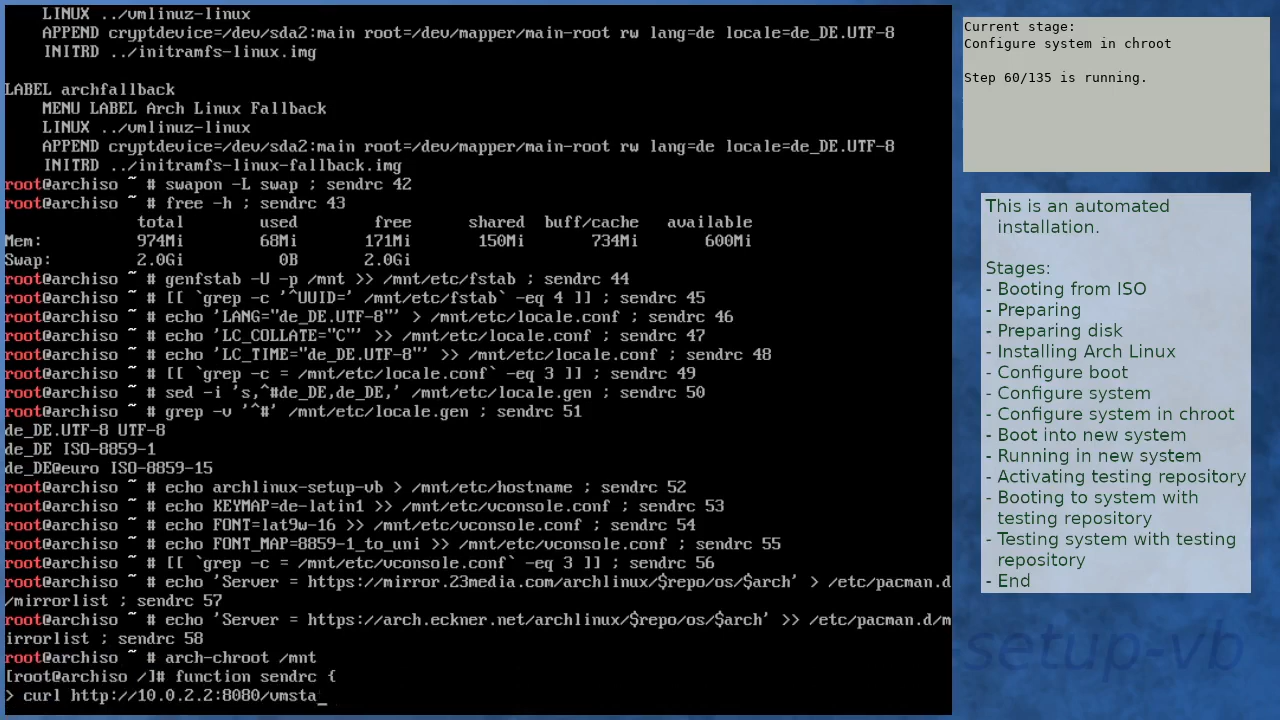 LINUX ../vmlinuz-linux
APPEND cryptdevice=/dev/sda2:main root=/dev/mapper/main-root rw lang=de locale=de_DE.UTF-8
INITRD ../initramfs-linux.img
LABEL archfallback
MENU LABEL Arch Linux Fallback
LINUX ../vmlinuz-linux
APPEND cryptdevice=/dev/sda2:main root=/dev/mapper/main-root rw lang=de locale=de_DE.UTF-8
INITRD ../initramfs-linux-fallback.img
root@archiso ~ # swapon -L swap ; sendrc 42
root@archiso ~ # free -h ; sendrc 43
total used free shared buff/cache available
Mem: 974Mi 68Mi 171Mi 150Mi 734Mi 600Mi
Swap: 2.0Gi 0B 2.0Gi
root@archiso ~ # genfstab -U -p /mnt >> /mnt/etc/fstab ; sendrc 44
root@archiso ~ # [[ `grep -c '^UUID=' /mnt/etc/fstab` -eq 4 ]] ; sendrc 45
root@archiso ~ # echo 'LANG="de_DE.UTF-8"' > /mnt/etc/locale.conf ; sendrc 46
root@archiso ~ # echo 'LC_COLLATE="C"' >> /mnt/etc/locale.conf ; sendrc 47
root@archiso ~ # echo 'LC_TIME="de_DE.UTF-8"' >> /mnt/etc/locale.conf ; sendrc 48
root@archiso ~ # [[ `grep -c = /mnt/etc/locale.conf` -eq 3 ]] ; sendrc 49
root@archiso ~ # sed -i 's,^#de_DE,de_DE,' /mnt/etc/locale.gen ; sendrc 50
root@archiso ~ # grep -v '^#' /mnt/etc/locale.gen ; sendrc 51
de_DE.UTF-8 UTF-8
de_DE ISO-8859-1
de_DE@euro ISO-8859-15
root@archiso ~ # echo archlinux-setup-vb > /mnt/etc/hostname ; sendrc 52
root@archiso ~ # echo KEYMAP=de-latin1 >> /mnt/etc/vconsole.conf ; sendrc 53
root@archiso ~ # echo FONT=lat9w-16 >> /mnt/etc/vconsole.conf ; sendrc 54
root@archiso ~ # echo FONT_MAP=8859-1_to_uni >> /mnt/etc/vconsole.conf ; sendrc 55
root@archiso ~ # [[ `grep -c = /mnt/etc/vconsole.conf` -eq 3 ]] ; sendrc 56
root@archiso ~ # echo 'Server = https://mirror.23media.com/archlinux/$repo/os/$arch' > /etc/pacman.d
/mirrorlist ; sendrc 57
root@archiso ~ # echo 'Server = https://arch.eckner.net/archlinux/$repo/os/$arch' >> /etc/pacman.d/m
irrorlist ; sendrc 58
root@archiso ~ # arch-chroot /mnt
[root@archiso /]# function sendrc {
> curl http://10.0.2.2:8080/vmsta_
Current stage:
Configure system in chroot
Step 60/135 is running.
This is an automated
installation.
Stages:
- Booting from ISO
- Preparing
- Preparing disk
- Installing Arch Linux
- Configure boot
- Configure system
- Configure system in chroot
- Boot into new system
- Running in new system
- Activating testing repository
- Booting to system with
testing repository
- Testing system with testing
repository
- End
-setup-vb